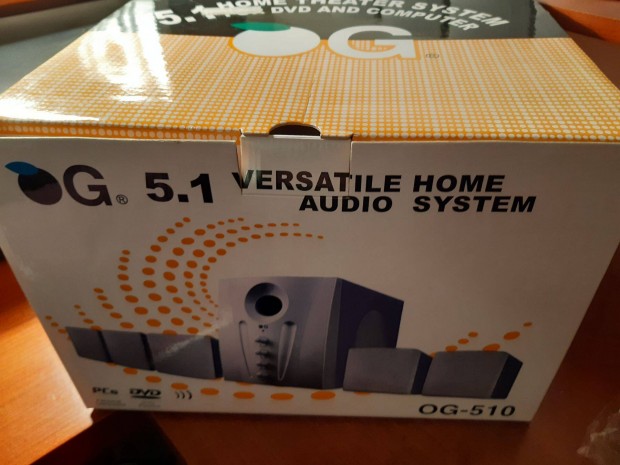 5.1 HOME THEATER SYSTEM
DVD AND COMPUTER
OG
OG® 5.1 VERSATILE HOME
AUDIO SYSTEM
PCs DVD
OG-510